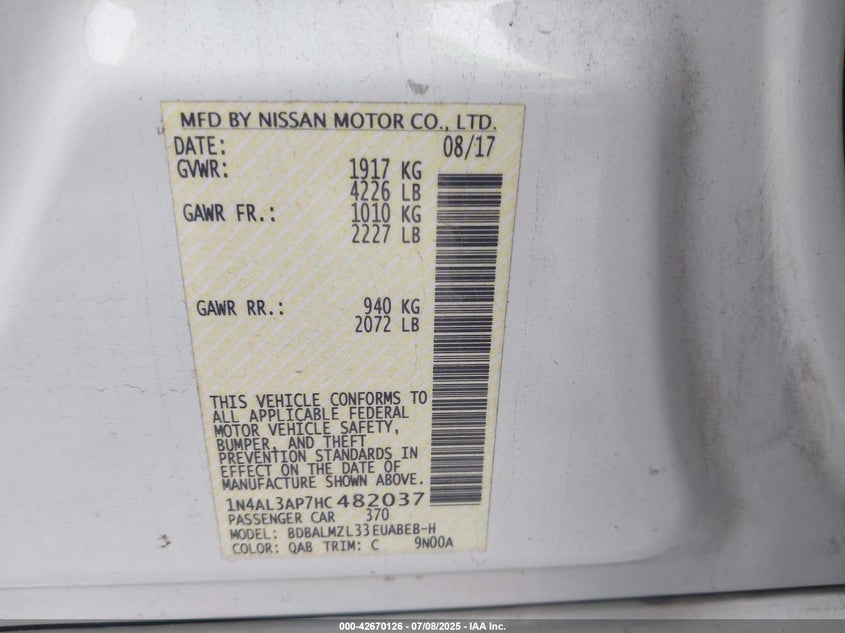 MFD BY NISSAN MOTOR CO., LTD.
DATE: 08/17
GVWR: 1917 KG
4226 LB
GAWR FR.: 1010 KG
2227 LB
GAWR RR.: 940 KG
2072 LB
THIS VEHICLE CONFORMS TO
ALL APPLICABLE FEDERAL
MOTOR VEHICLE SAFETY,
BUMPER, AND THEFT
PREVENTION STANDARDS IN
EFFECT ON THE DATE OF
MANUFACTURE SHOWN ABOVE.
1N4AL3AP7HC482037
PASSENGER CAR 370
MODEL: BDBALMZL33EUABEB-H
COLOR: QAB TRIM: C 9N00A
000-42670126 - 07/08/2025 - IAA Inc.